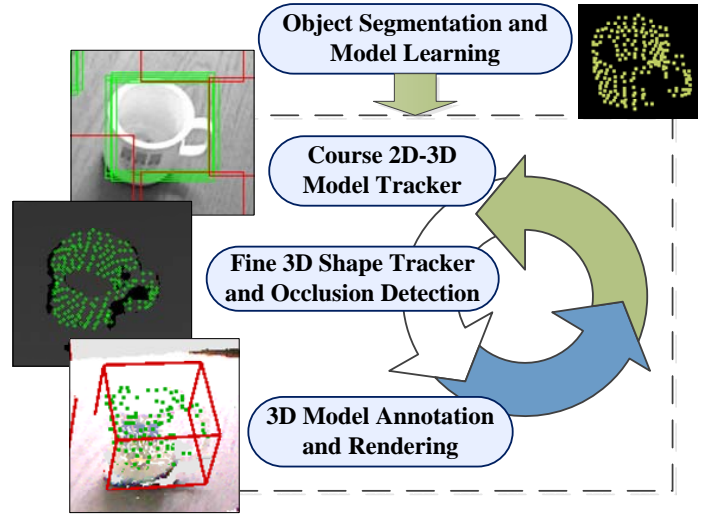 Object Segmentation and
Model Learning
Course 2D-3D
Model Tracker
Fine 3D Shape Tracker
and Occlusion Detection
3D Model Annotation
and Rendering